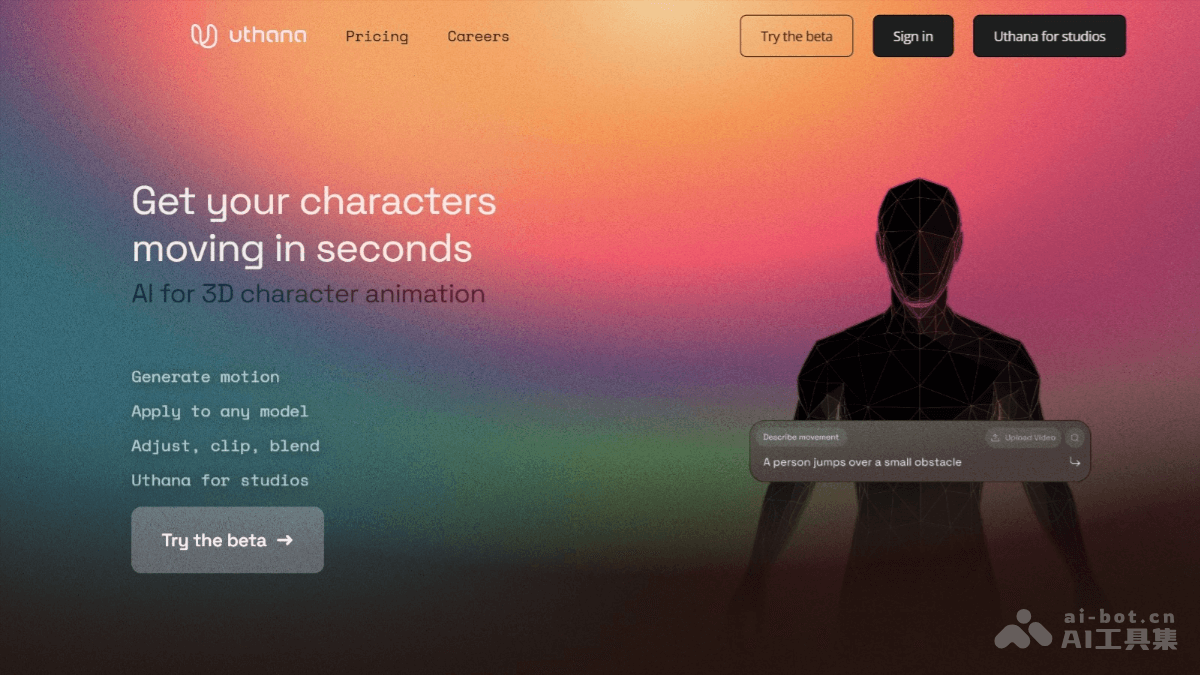 uthana
Pricing
Careers
Try the beta
Sign in
Uthana for studios
Get your characters
moving in seconds
AI for 3D character animation
Generate motion
Apply to any model
Adjust, clip, blend
Uthana for studios
Try the beta →
Describe movement
Upload Video
A person jumps over a small obstacle
ai-bot.cn
AI工具集